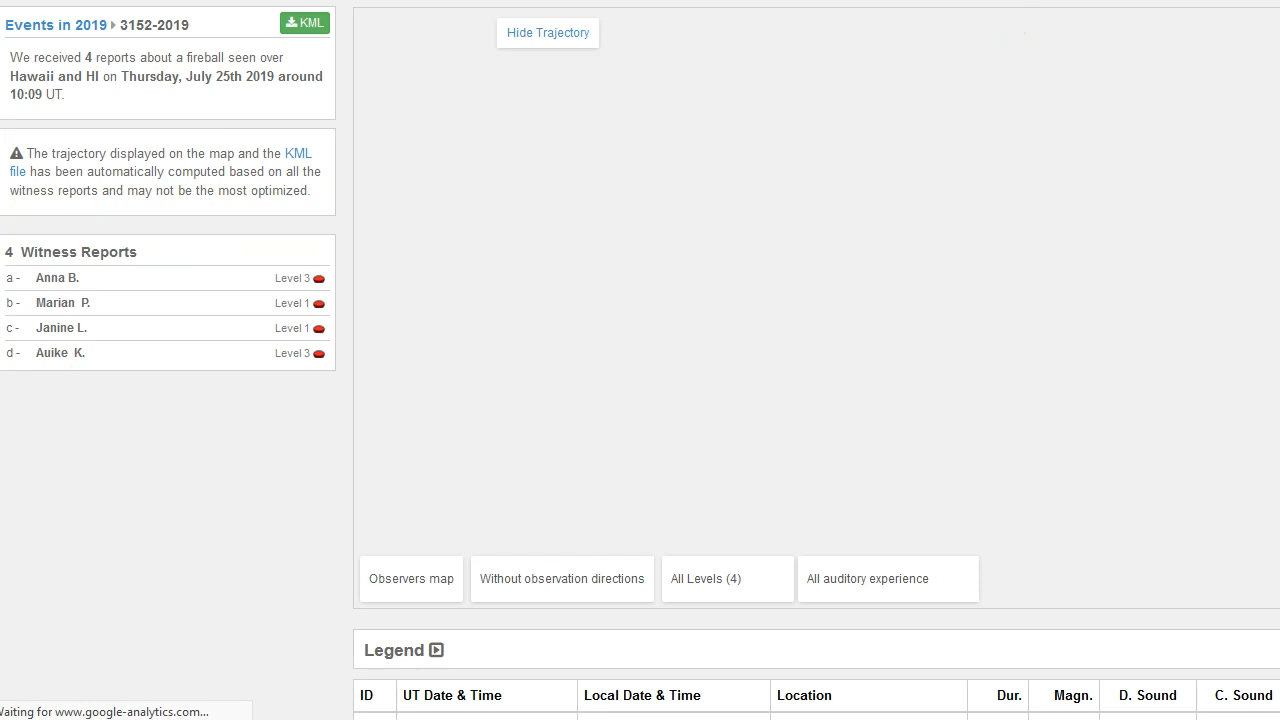 Events in 2019 3152-2019
KML
We received 4 reports about a fireball seen over
Hawaii and HI on Thursday, July 25th 2019 around
10:09 UT.
The trajectory displayed on the map and the KML
file has been automatically computed based on all the
witness reports and may not be the most optimized.
4 Witness Reports
a - Anna B. Level 3
b - Marian P. Level 1
c - Janine L. Level 1
d - Auike K. Level 3
Hide Trajectory
Observers map
Without observation directions
All Levels (4)
All auditory experience
Legend
ID UT Date & Time Local Date & Time Location Dur. Magn. D. Sound C. Sound
Waiting for www.google-analytics.com...